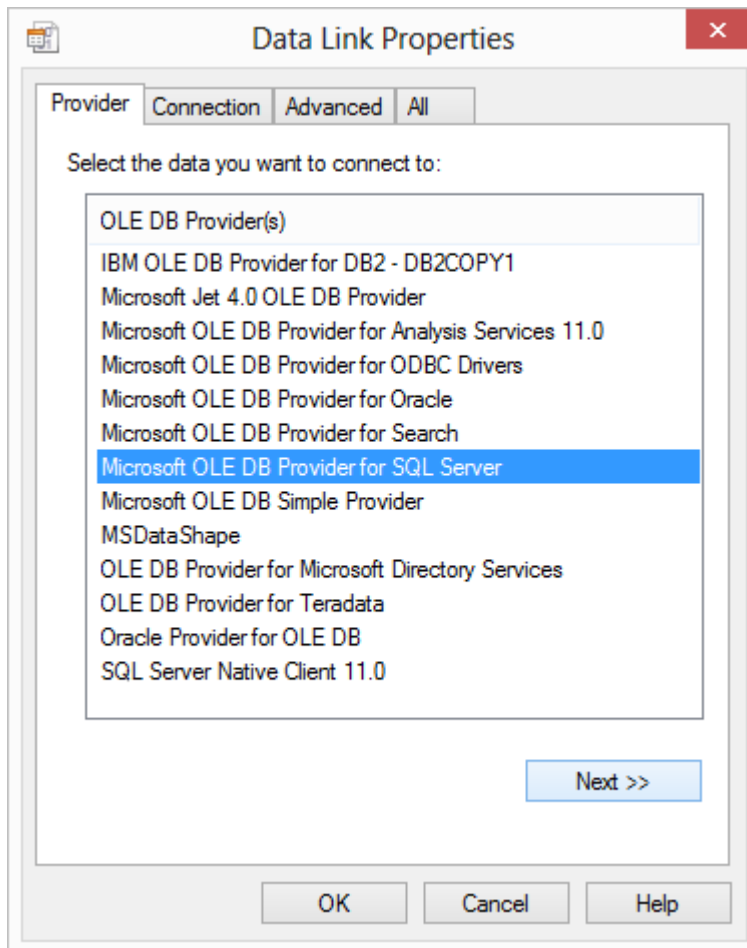 Data Link Properties
Provider
Connection
Advanced
All
Select the data you want to connect to:
OLE DB Provider(s)
IBM OLE DB Provider for DB2 - DB2COPY1
Microsoft Jet 4.0 OLE DB Provider
Microsoft OLE DB Provider for Analysis Services 11.0
Microsoft OLE DB Provider for ODBC Drivers
Microsoft OLE DB Provider for Oracle
Microsoft OLE DB Provider for Search
Microsoft OLE DB Provider for SQL Server
Microsoft OLE DB Simple Provider
MSDataShape
OLE DB Provider for Microsoft Directory Services
OLE DB Provider for Teradata
Oracle Provider for OLE DB
SQL Server Native Client 11.0
Next >>
OK
Cancel
Help